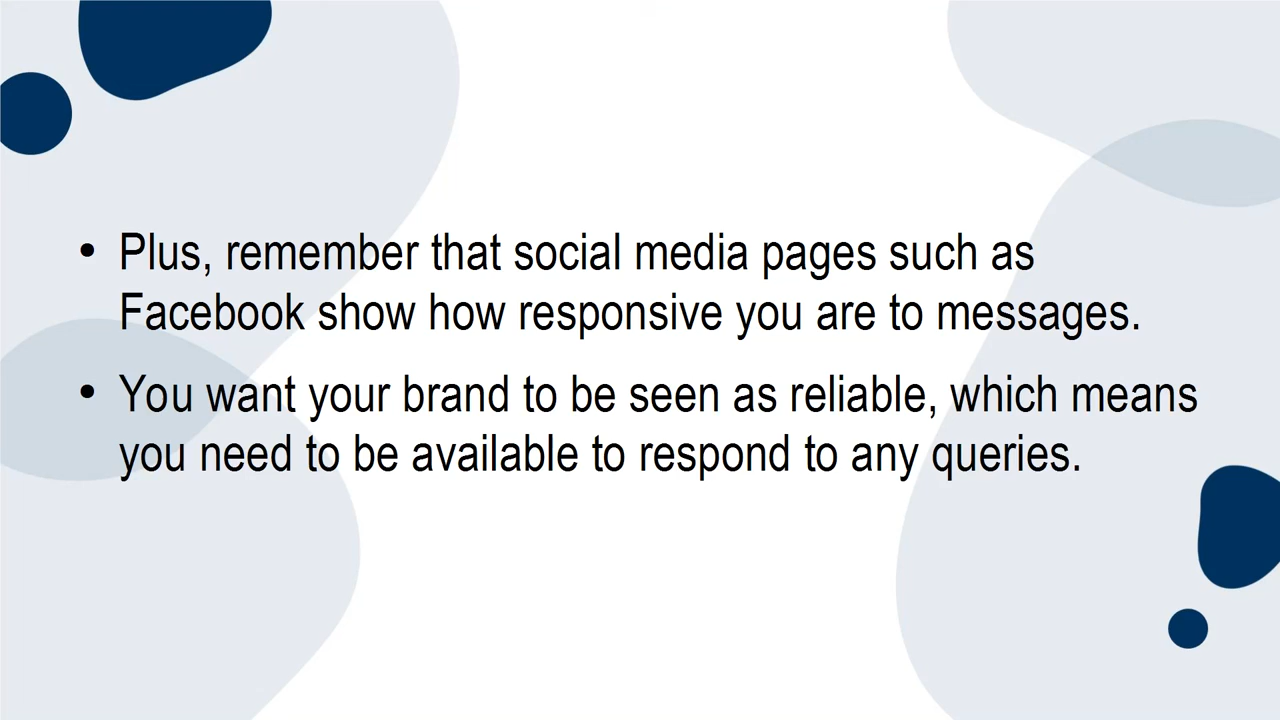 • Plus, remember that social media pages such as
Facebook show how responsive you are to messages.
• You want your brand to be seen as reliable, which means
you need to be available to respond to any queries.